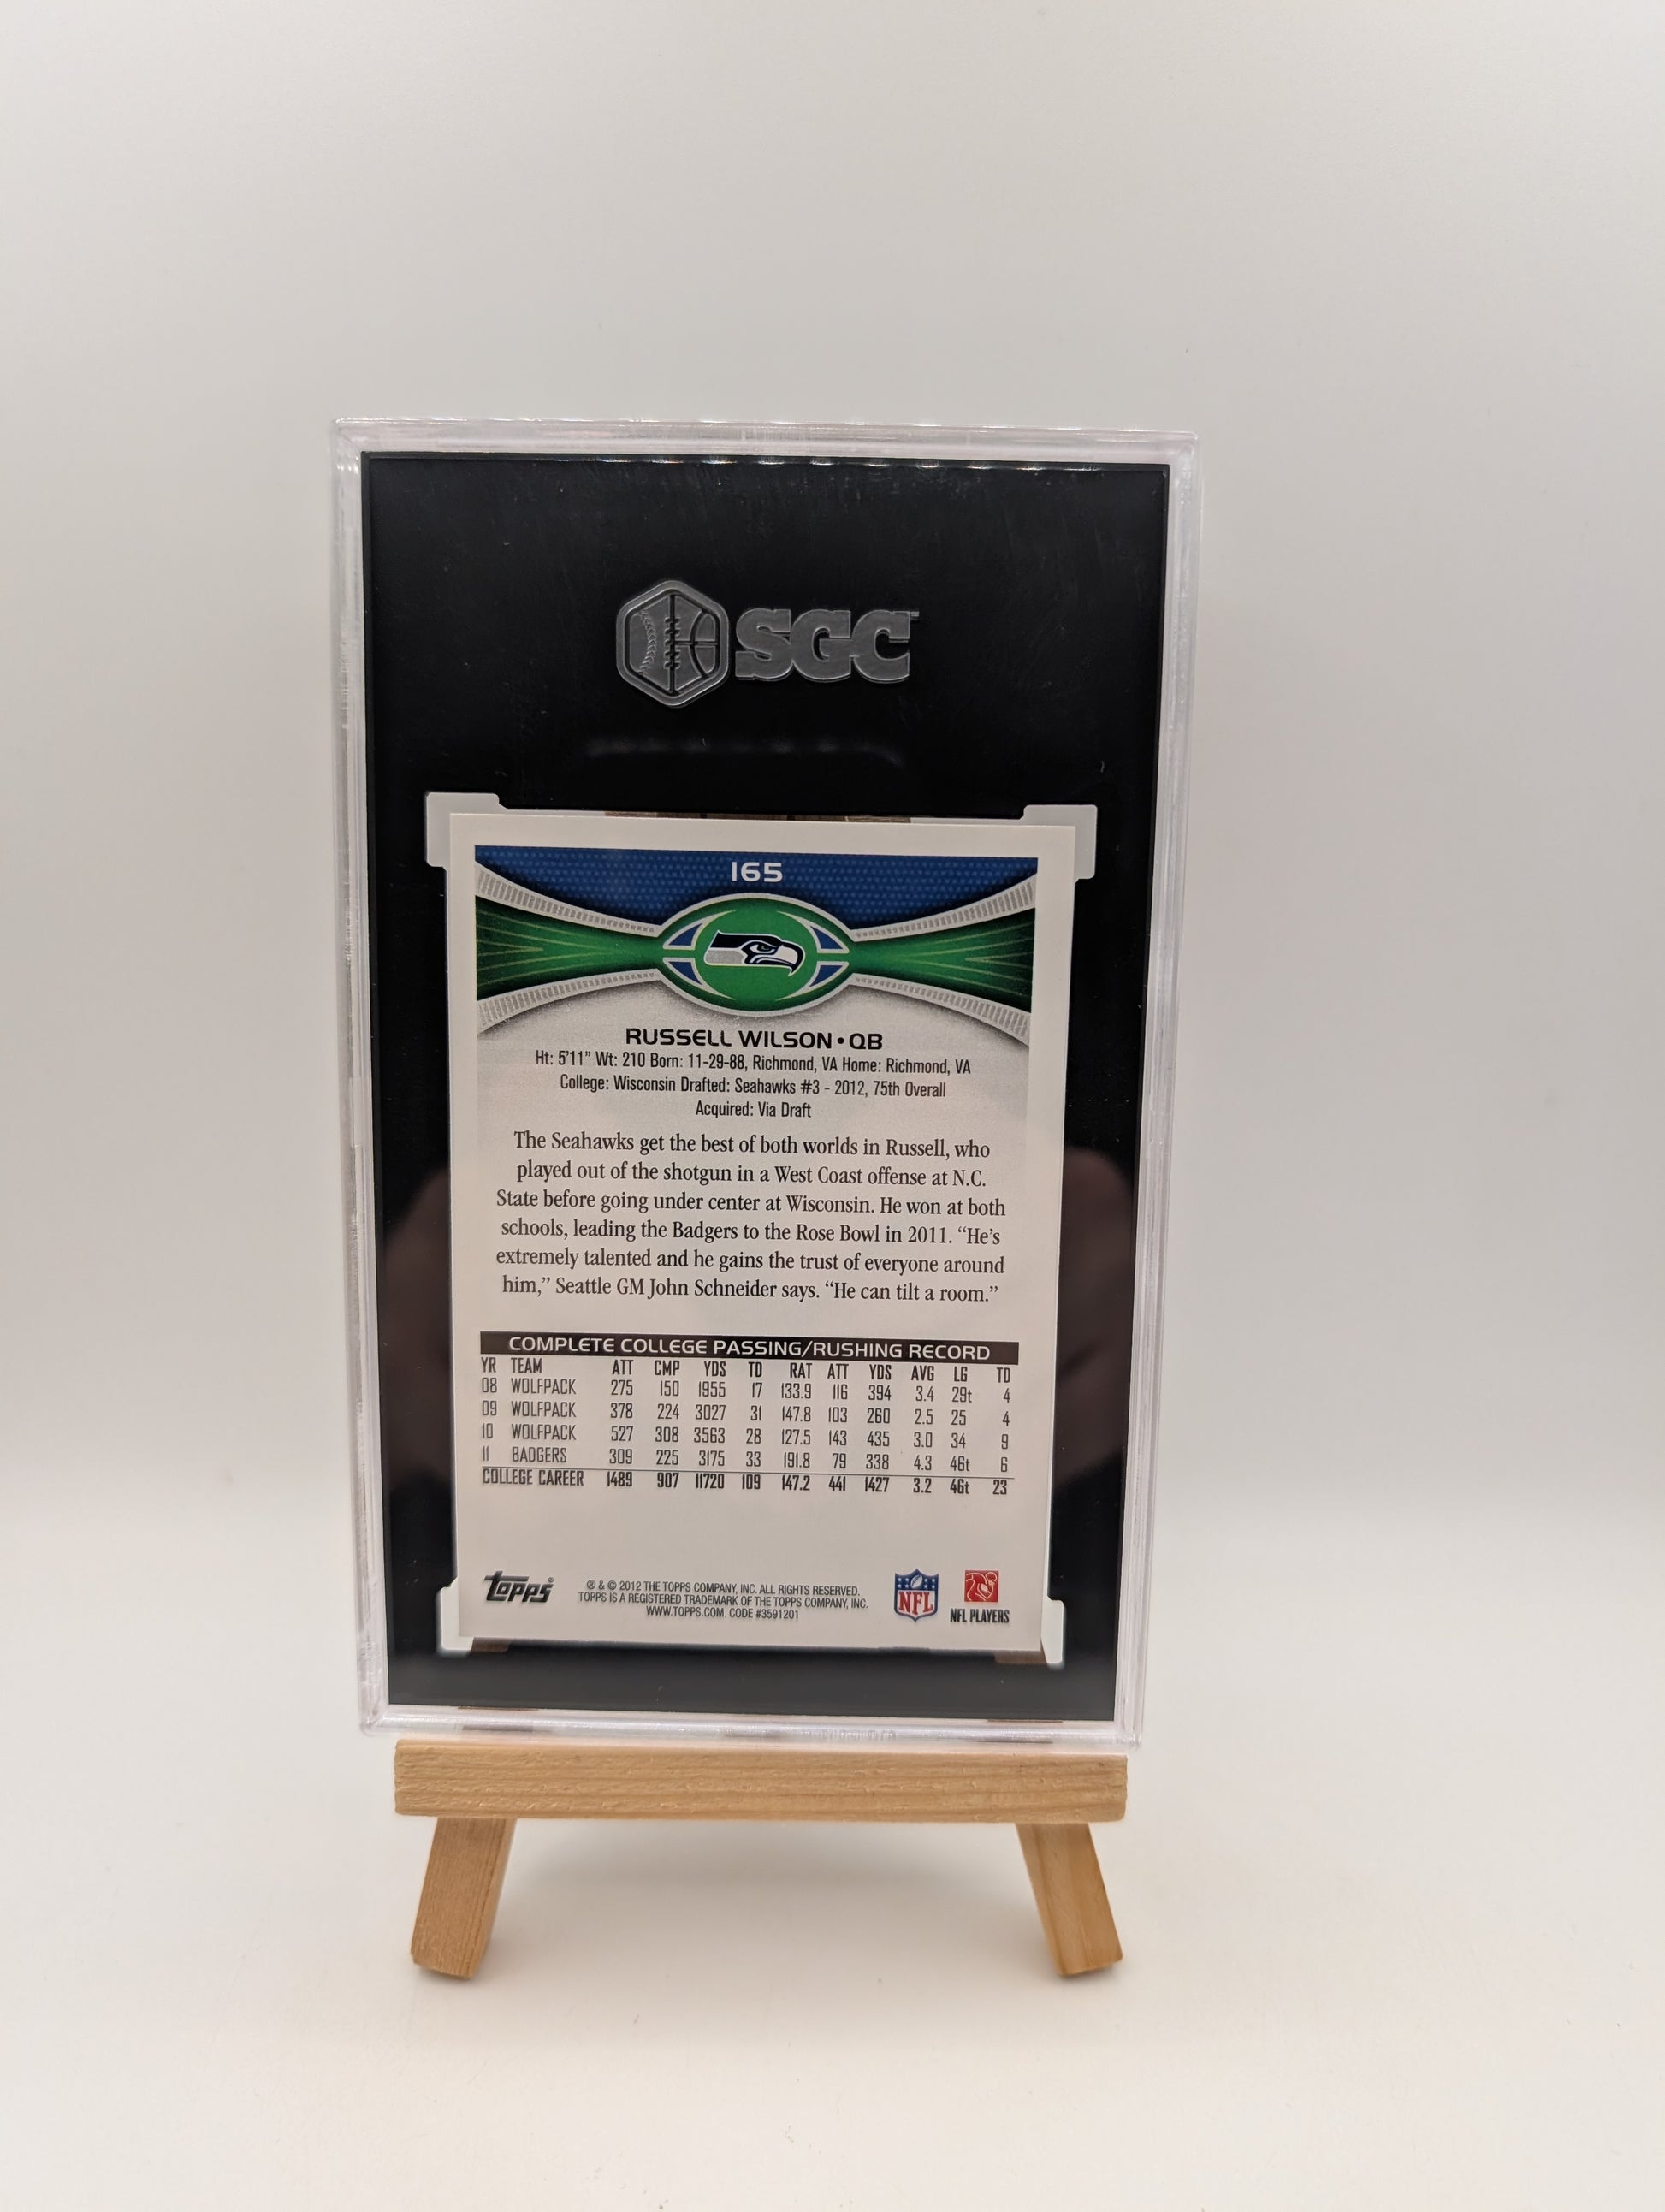 SGC™
165
RUSSELL WILSON • QB
Ht: 5'11" Wt: 210 Born: 11-29-88, Richmond, VA Home: Richmond, VA
College: Wisconsin Drafted: Seahawks #3 - 2012, 75th Overall
Acquired: Via Draft
The Seahawks get the best of both worlds in Russell, who
played out of the shotgun in a West Coast offense at N.C.
State before going under center at Wisconsin. He won at both
schools, leading the Badgers to the Rose Bowl in 2011. “He’s
extremely talented and he gains the trust of everyone around
him,” Seattle GM John Schneider says. “He can tilt a room.”
COMPLETE COLLEGE PASSING/RUSHING RECORD
YR TEAM ATT CMP YDS TD RAT ATT YDS AVG LG TD
08 WOLFPACK 275 150 1955 17 133.9 116 394 3.4 29t 4
09 WOLFPACK 378 224 3027 31 147.8 103 260 2.5 25 4
10 WOLFPACK 527 308 3563 28 127.5 143 435 3.0 34 9
11 BADGERS 309 225 3175 33 191.8 79 338 4.3 46t 6
COLLEGE CAREER 1489 907 11720 109 147.2 441 1427 3.2 46t 23
Topps®
® & © 2012 THE TOPPS COMPANY, INC. ALL RIGHTS RESERVED.
TOPPS IS A REGISTERED TRADEMARK OF THE TOPPS COMPANY, INC.
WWW.TOPPS.COM. CODE #3591201
NFL
NFL PLAYERS